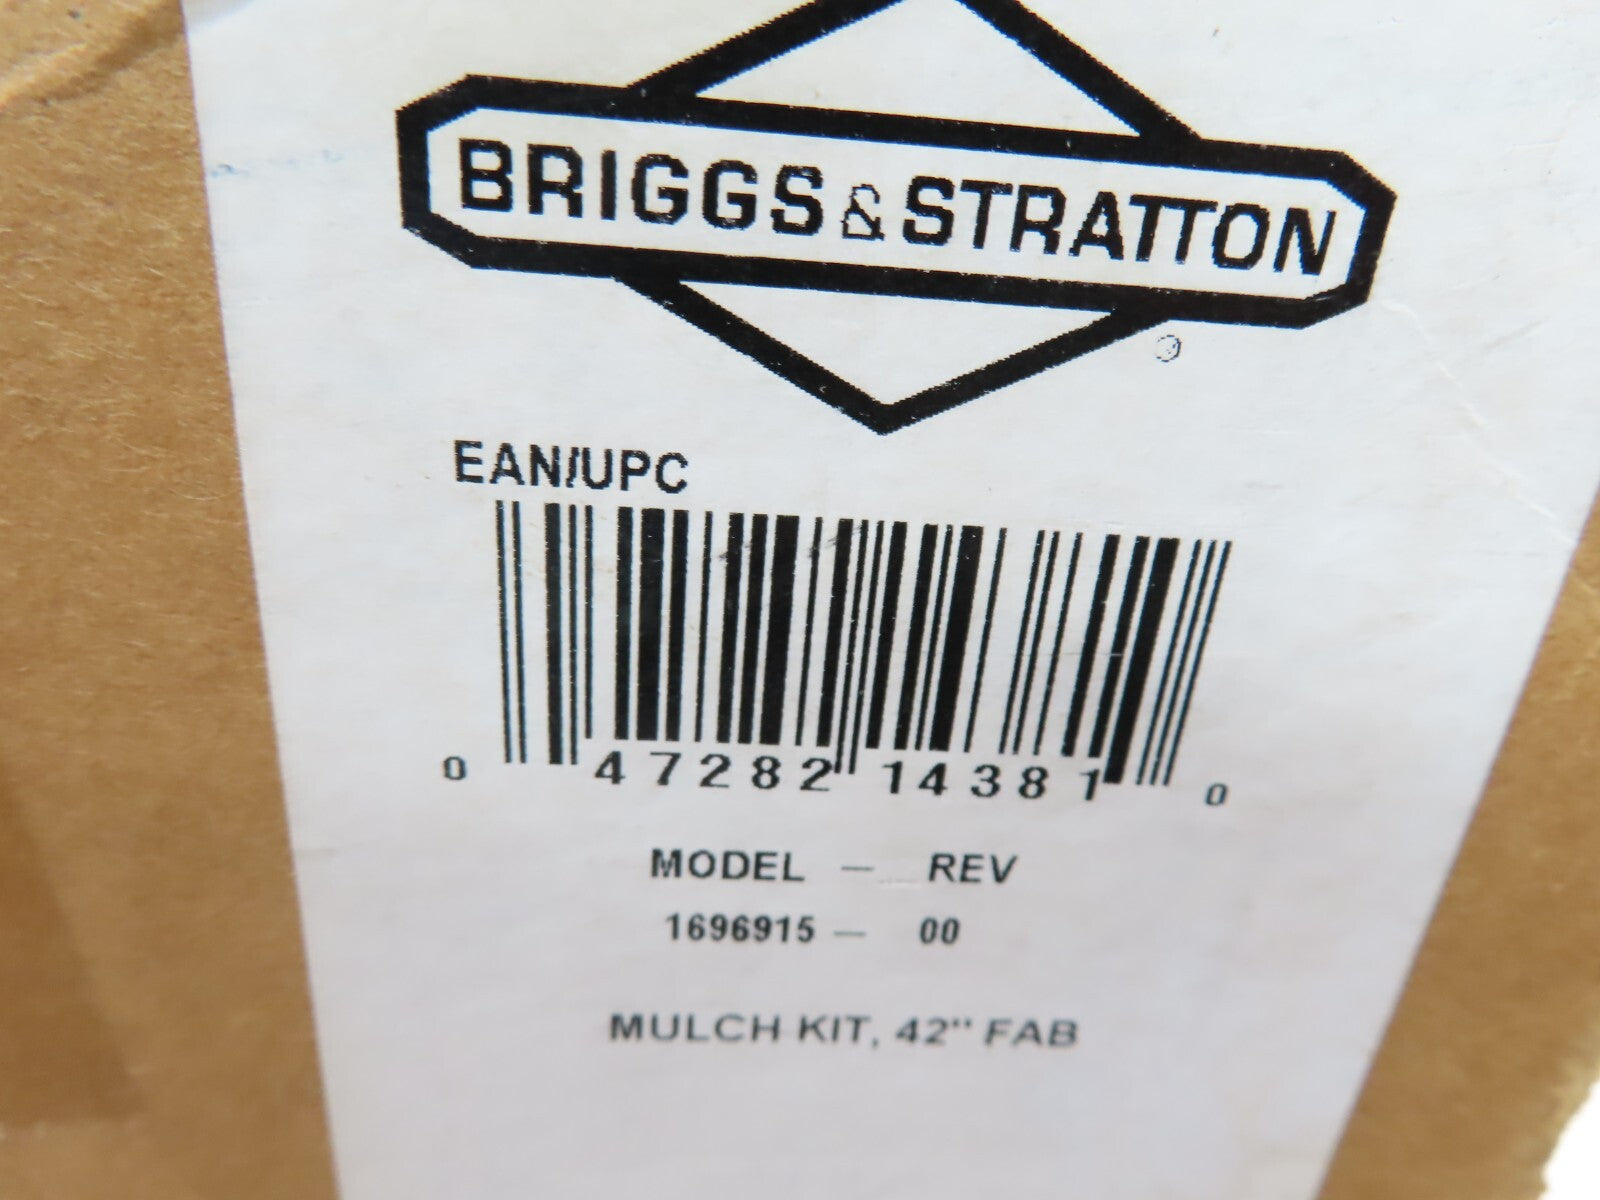 BRIGGS & STRATTON
®
EAN/UPC
0 47282 14381 0
MODEL — REV
1696915 — 00
MULCH KIT, 42" FAB